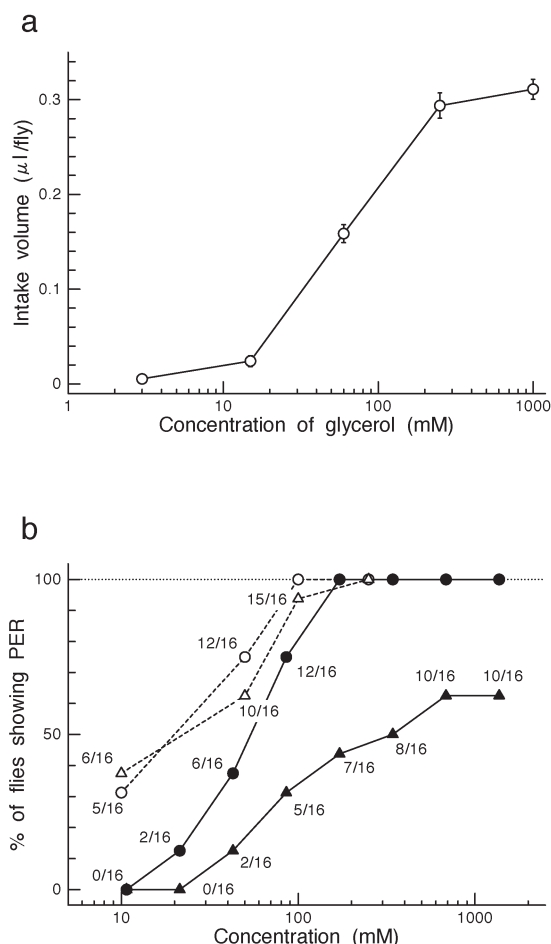 a
Intake volume (μl/fly)
0.3
0.2
0.1
0
1 10 100 1000
Concentration of glycerol (mM)
b
% of flies showing PER
100
50
0
15/16
12/16
12/16
10/16 10/16
10/16
6/16
6/16
8/16
7/16
5/16
5/16
2/16
2/16
0/16
0/16
10 100 1000
Concentration (mM)